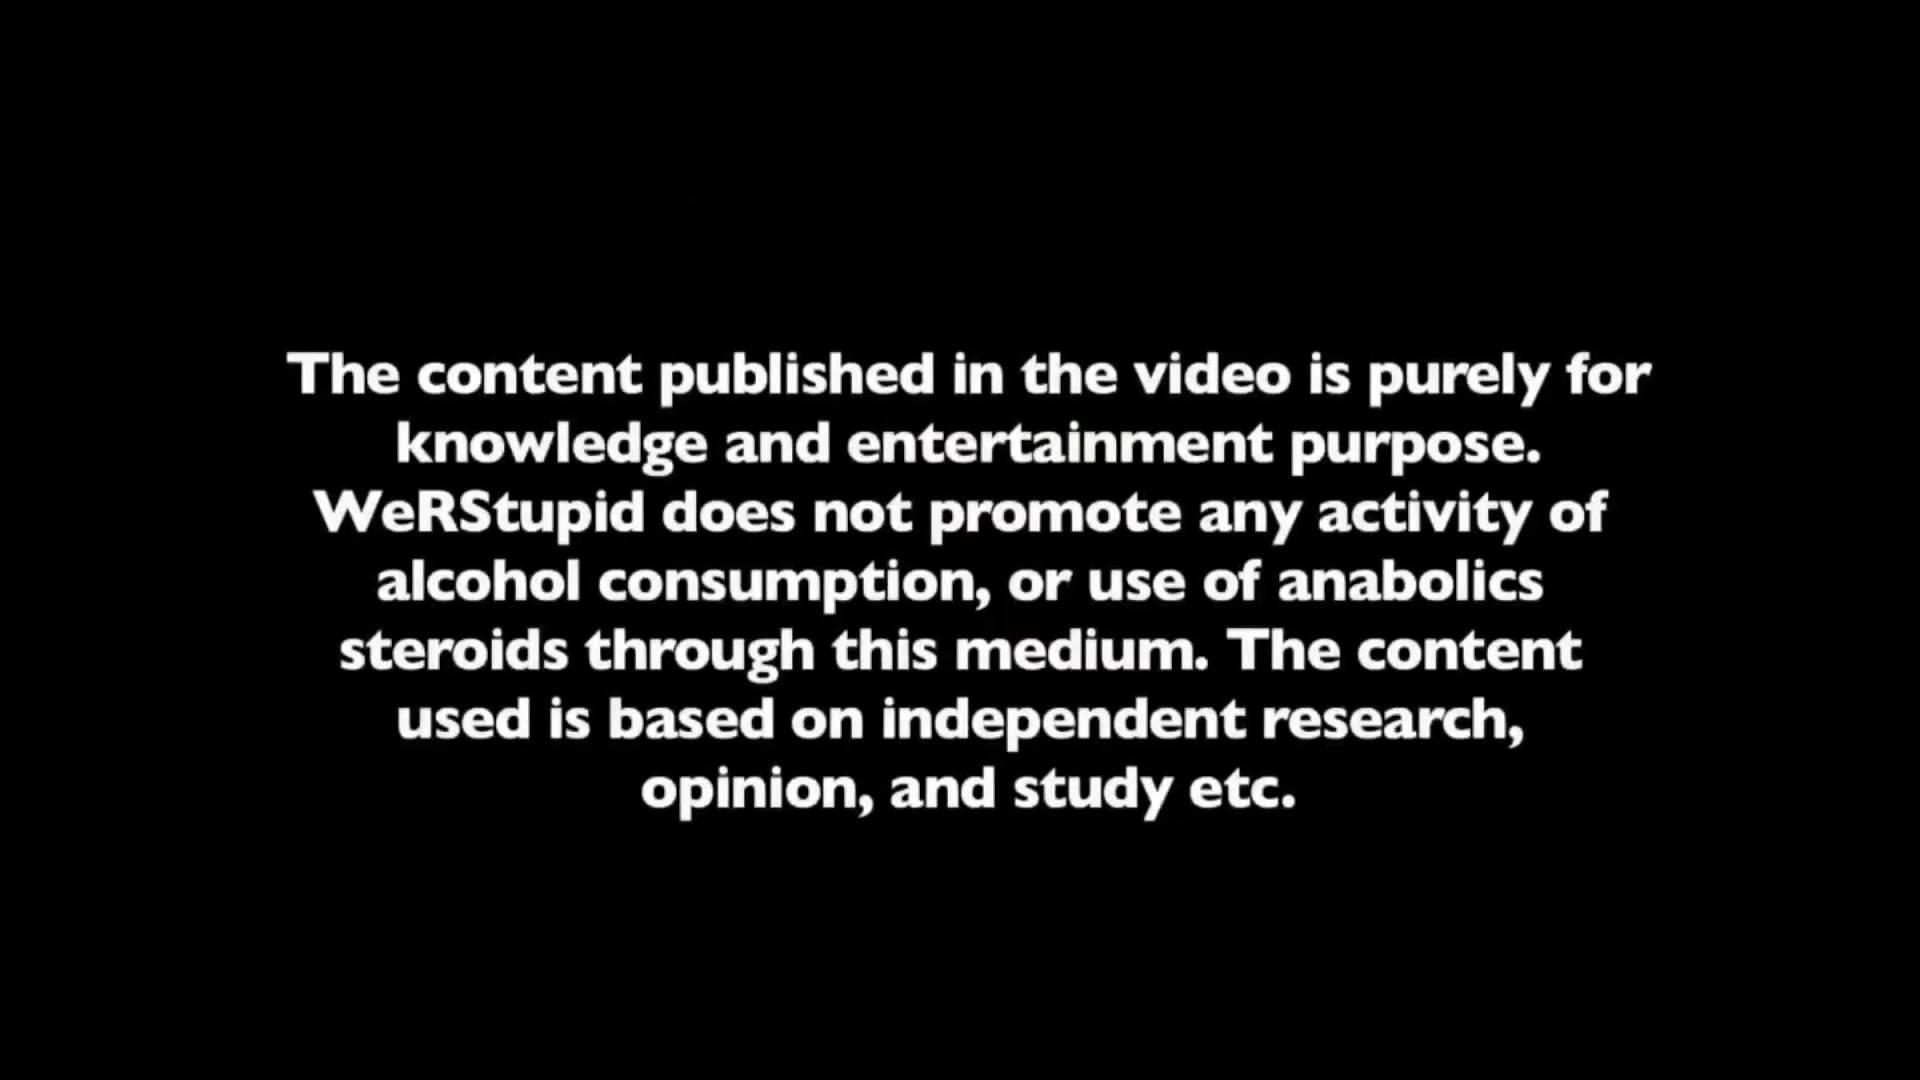 The content published in the video is purely for
knowledge and entertainment purpose.
WeRStupid does not promote any activity of
alcohol consumption, or use of anabolics
steroids through this medium. The content
used is based on independent research,
opinion, and study etc.